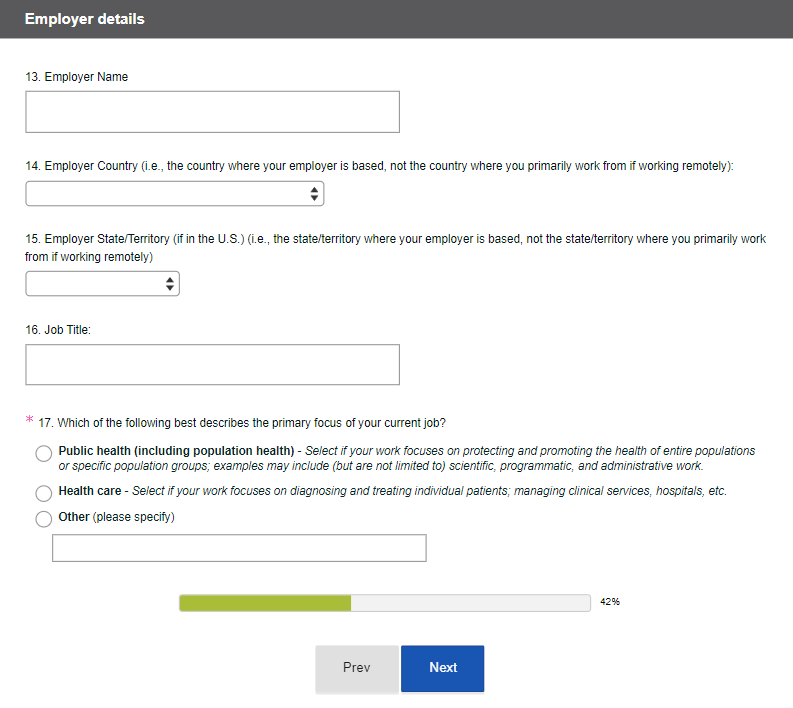 Employer details
13. Employer Name
14. Employer Country (i.e., the country where your employer is based, not the country where you primarily work from if working remotely):
15. Employer State/Territory (if in the U.S.) (i.e., the state/territory where your employer is based, not the state/territory where you primarily work
from if working remotely)
16. Job Title:
* 17. Which of the following best describes the primary focus of your current job?
Public health (including population health) - Select if your work focuses on protecting and promoting the health of entire populations
or specific population groups; examples may include (but are not limited to) scientific, programmatic, and administrative work.
Health care - Select if your work focuses on diagnosing and treating individual patients; managing clinical services, hospitals, etc.
Other (please specify)
42%
Prev Next